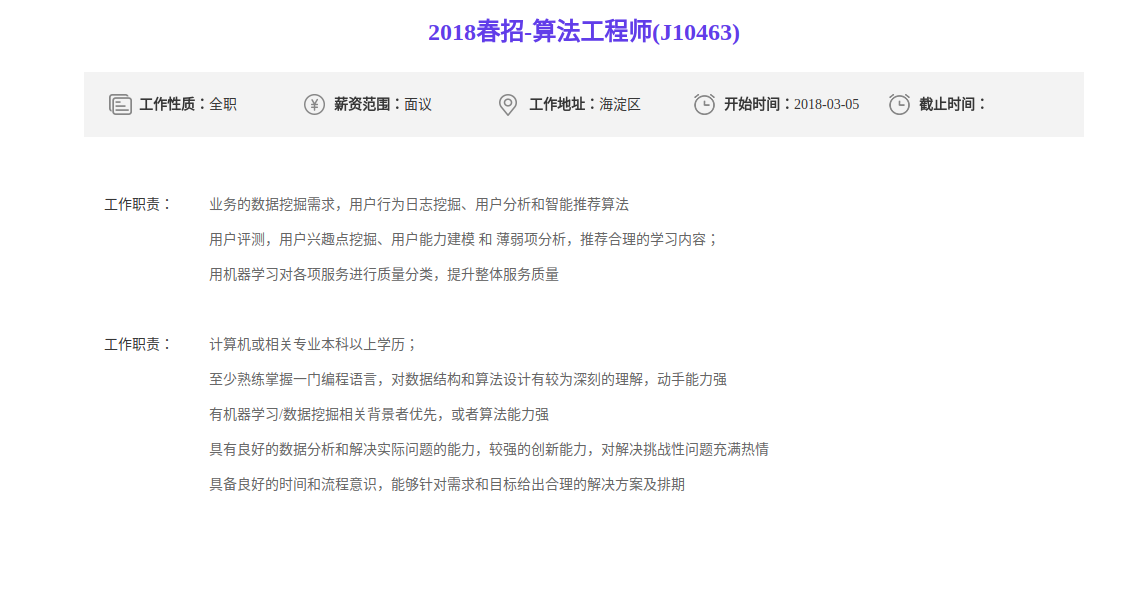 2018春招-算法工程师(J10463)
工作性质：全职 薪资范围：面议 工作地址：海淀区 开始时间：2018-03-05 截止时间：
工作职责： 业务的数据挖掘需求，用户行为日志挖掘、用户分析和智能推荐算法
用户评测，用户兴趣点挖掘、用户能力建模 和 薄弱项分析，推荐合理的学习内容；
用机器学习对各项服务进行质量分类，提升整体服务质量
工作职责： 计算机或相关专业本科以上学历；
至少熟练掌握一门编程语言，对数据结构和算法设计有较为深刻的理解，动手能力强
有机器学习/数据挖掘相关背景者优先，或者算法能力强
具有良好的数据分析和解决实际问题的能力，较强的创新能力，对解决挑战性问题充满热情
具备良好的时间和流程意识，能够针对需求和目标给出合理的解决方案及排期